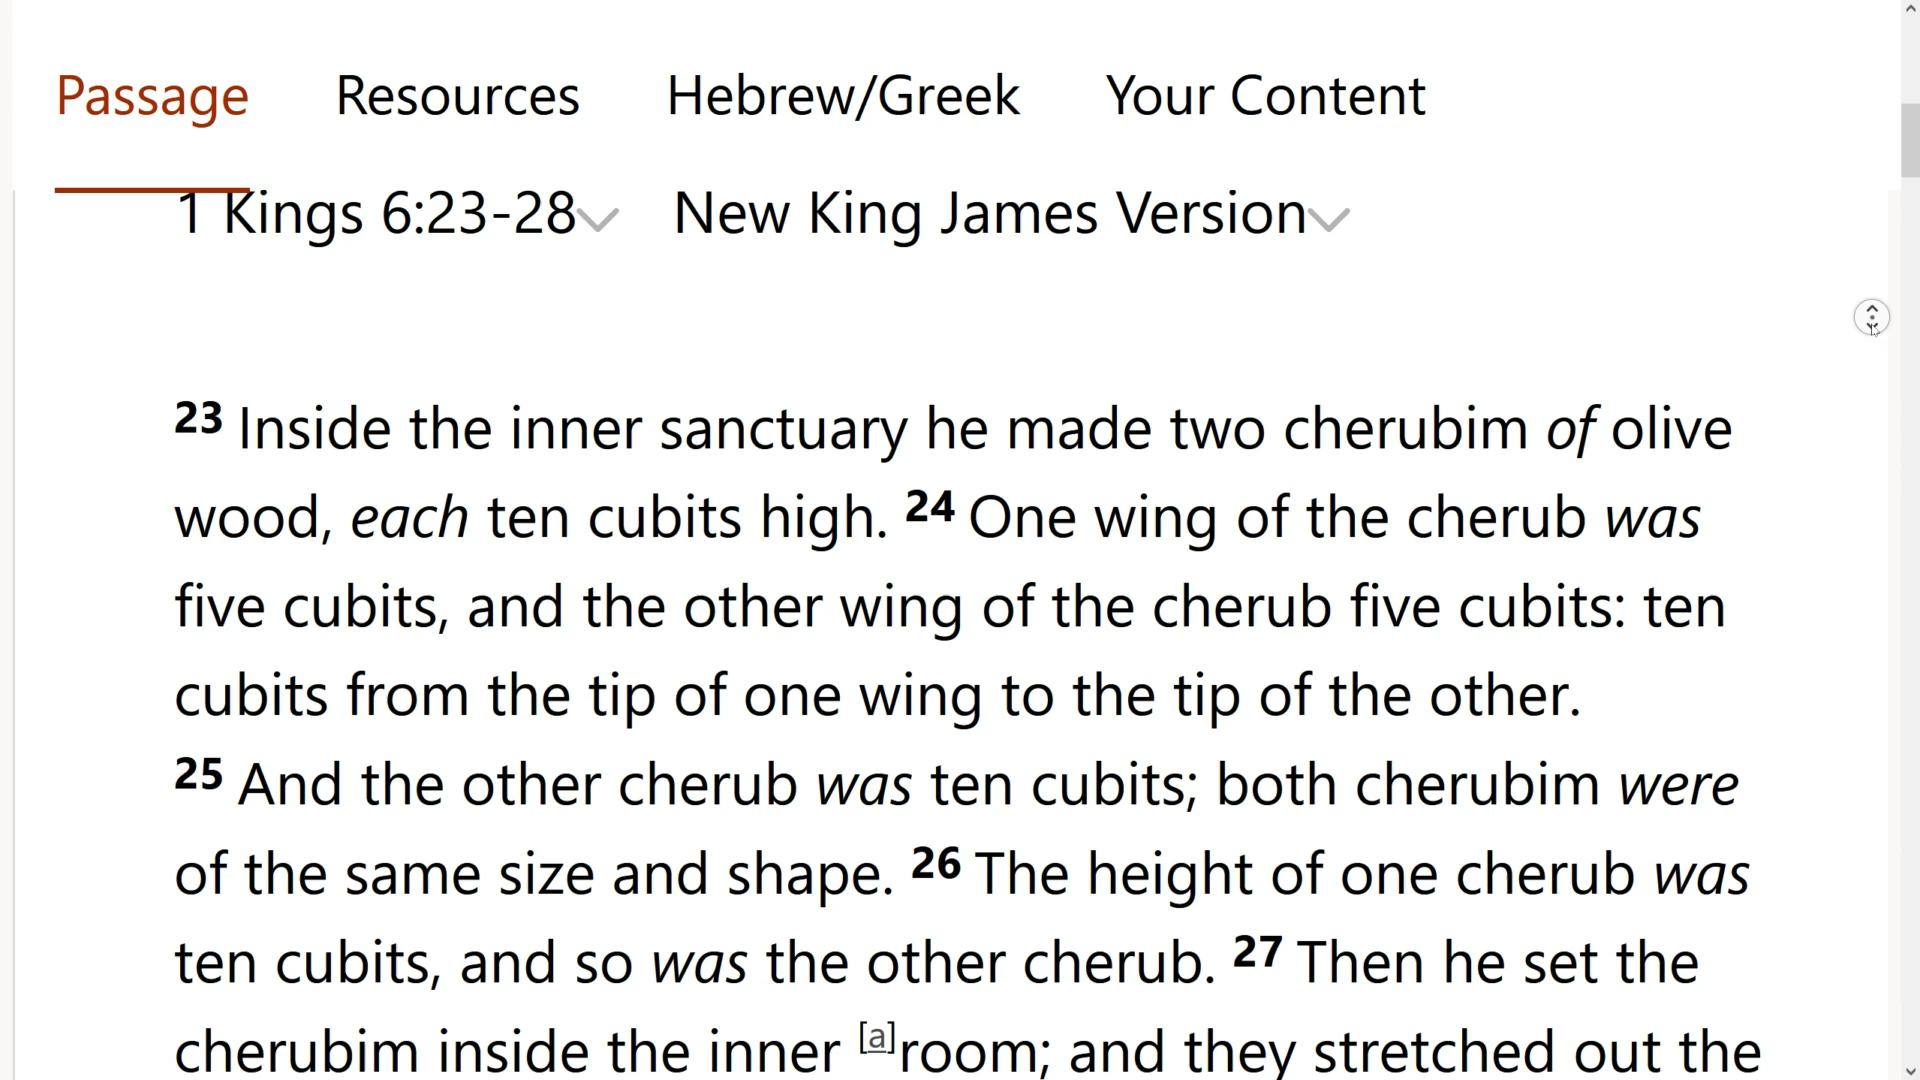 Passage Resources Hebrew/Greek Your Content
1 Kings 6:23-28 New King James Version
23 Inside the inner sanctuary he made two cherubim of olive
wood, each ten cubits high. 24 One wing of the cherub was
five cubits, and the other wing of the cherub five cubits: ten
cubits from the tip of one wing to the tip of the other.
25 And the other cherub was ten cubits; both cherubim were
of the same size and shape. 26 The height of one cherub was
ten cubits, and so was the other cherub. 27 Then he set the
cherubim inside the inner [a]room; and they stretched out the